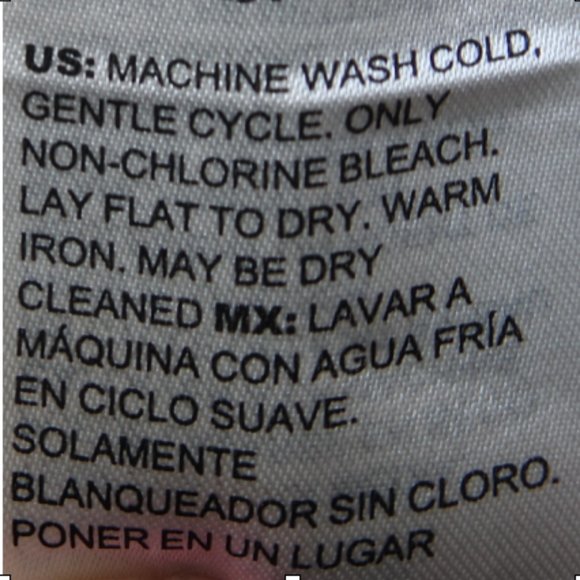 US: MACHINE WASH COLD,
GENTLE CYCLE. ONLY
NON-CHLORINE BLEACH.
LAY FLAT TO DRY. WARM
IRON. MAY BE DRY
CLEANED MX: LAVAR A
MÁQUINA CON AGUA FRÍA
EN CICLO SUAVE.
SOLAMENTE
BLANQUEADOR SIN CLORO.
PONER EN UN LUGAR